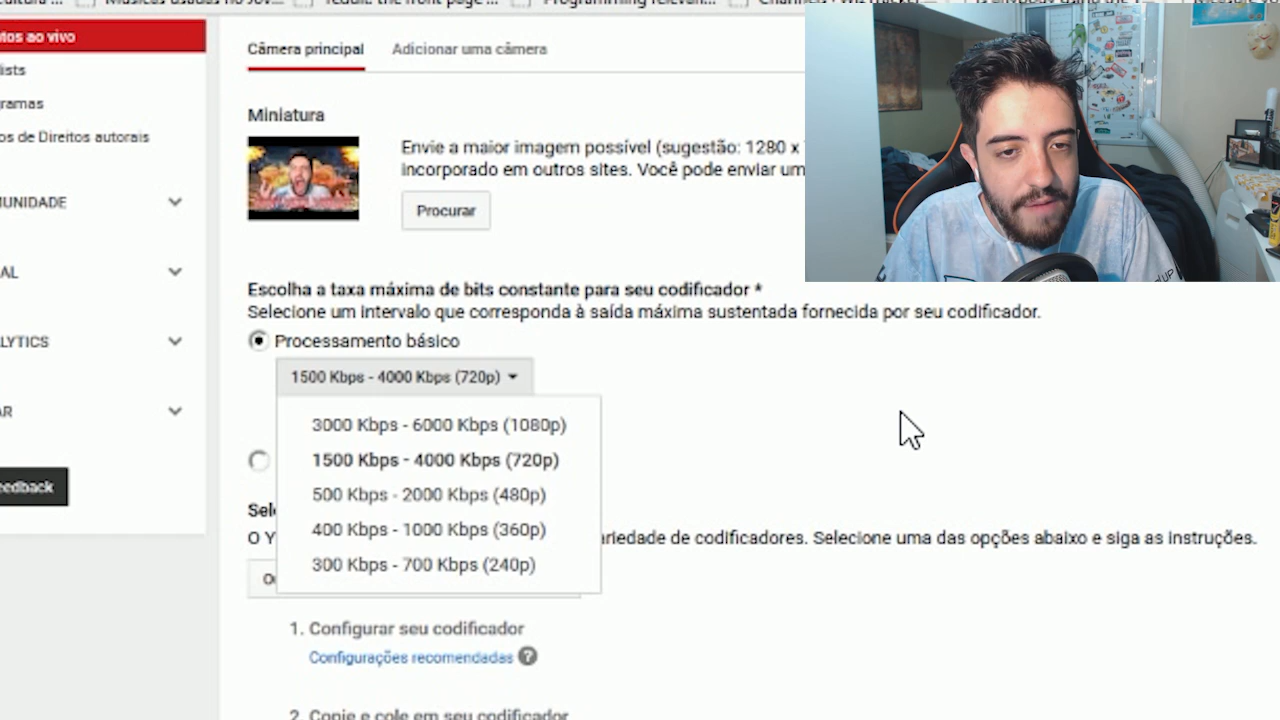 Câmera principal
Adicionar uma câmera
tos ao vivo
ists
ramas
os de Direitos autorais
UNIDADE
AL
LYTICS
AR
eedback
Miniatura
Envie a maior imagem possível (sugestão: 1280 x
incorporado em outros sites. Você pode enviar um
Procurar
Escolha a taxa máxima de bits constante para seu codificador *
Selecione um intervalo que corresponda à saída máxima sustentada fornecida por seu codificador.
Processamento básico
1500 Kbps - 4000 Kbps (720p)
3000 Kbps - 6000 Kbps (1080p)
1500 Kbps - 4000 Kbps (720p)
500 Kbps - 2000 Kbps (480p)
400 Kbps - 1000 Kbps (360p)
300 Kbps - 700 Kbps (240p)
Sel
O Y
ariedade de codificadores. Selecione uma das opções abaixo e siga as instruções.
1. Configurar seu codificador
Configurações recomendadas ?
2. Copie e cole em seu codificador